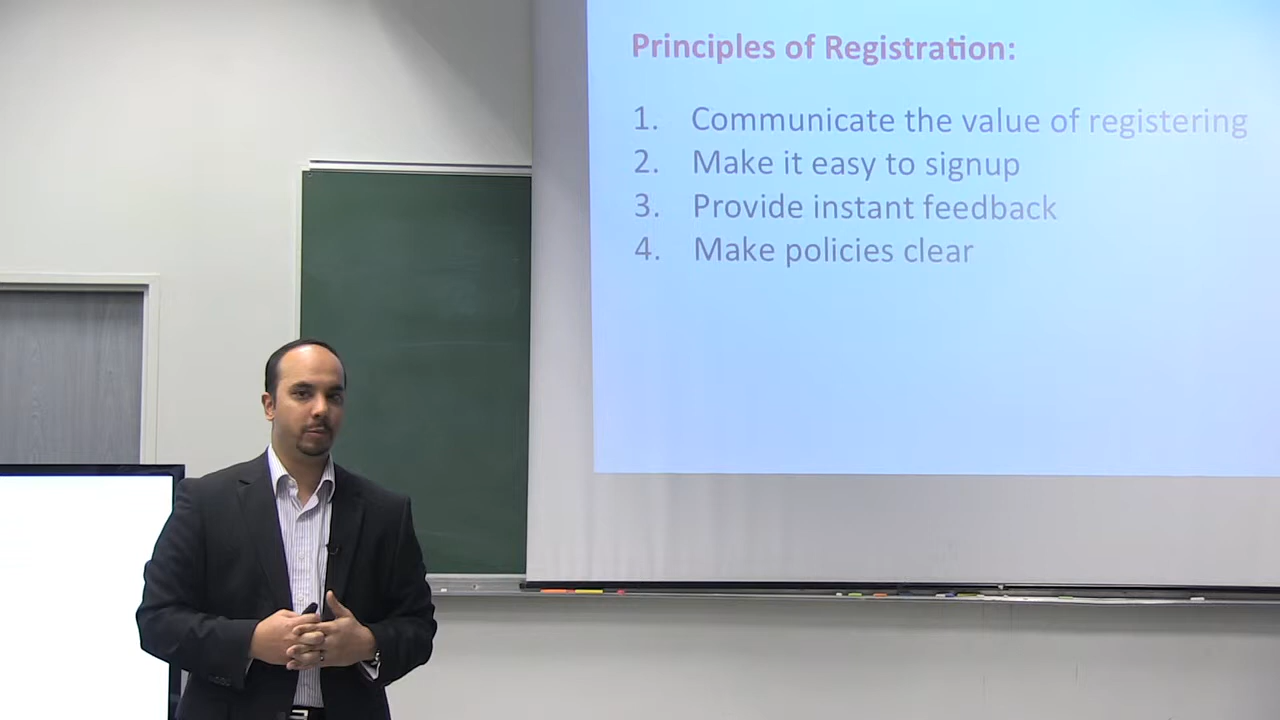 Principles of Registration:
1. Communicate the value of registering
2. Make it easy to signup
3. Provide instant feedback
4. Make policies clear